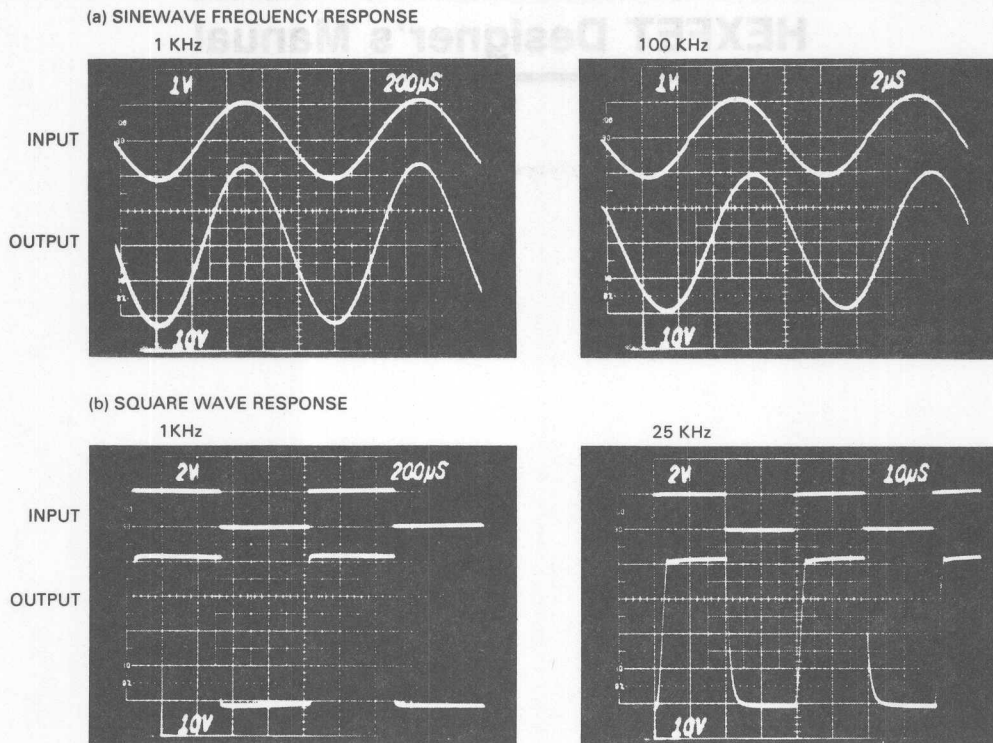 (a) SINEWAVE FREQUENCY RESPONSE
1 KHz
100 KHz
1V
200µS
1V
2µS
INPUT
OUTPUT
10V
10V
(b) SQUARE WAVE RESPONSE
1KHz
25 KHz
2V
200µS
2V
10µS
INPUT
OUTPUT
10V
10V
HEXFET Designer's Manual